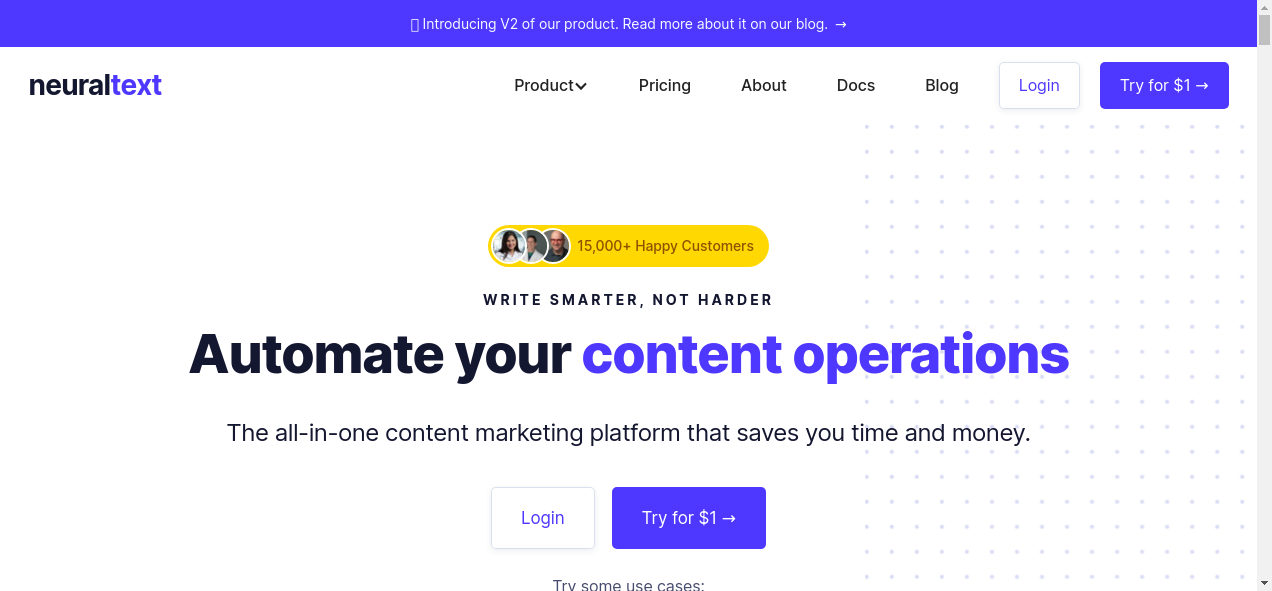 Introducing V2 of our product. Read more about it on our blog. →
neuraltext
Product Pricing About Docs Blog Login Try for $1 →
15,000+ Happy Customers
WRITE SMARTER, NOT HARDER
Automate your content operations
The all-in-one content marketing platform that saves you time and money.
Login Try for $1 →
Try some use cases: